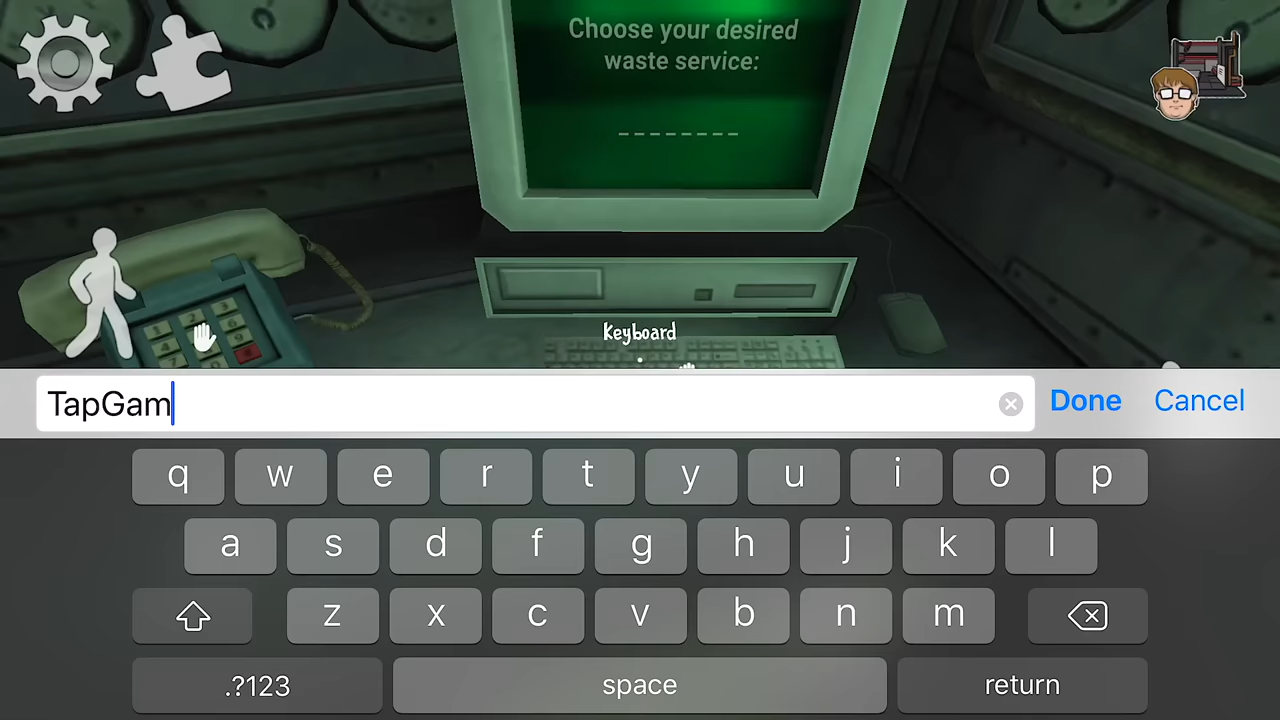 Choose your desired
waste service:
--------
Keyboard
TapGam
Done
Cancel
q w e r t y u i o p
a s d f g h j k l
z x c v b n m
.?123
space
return